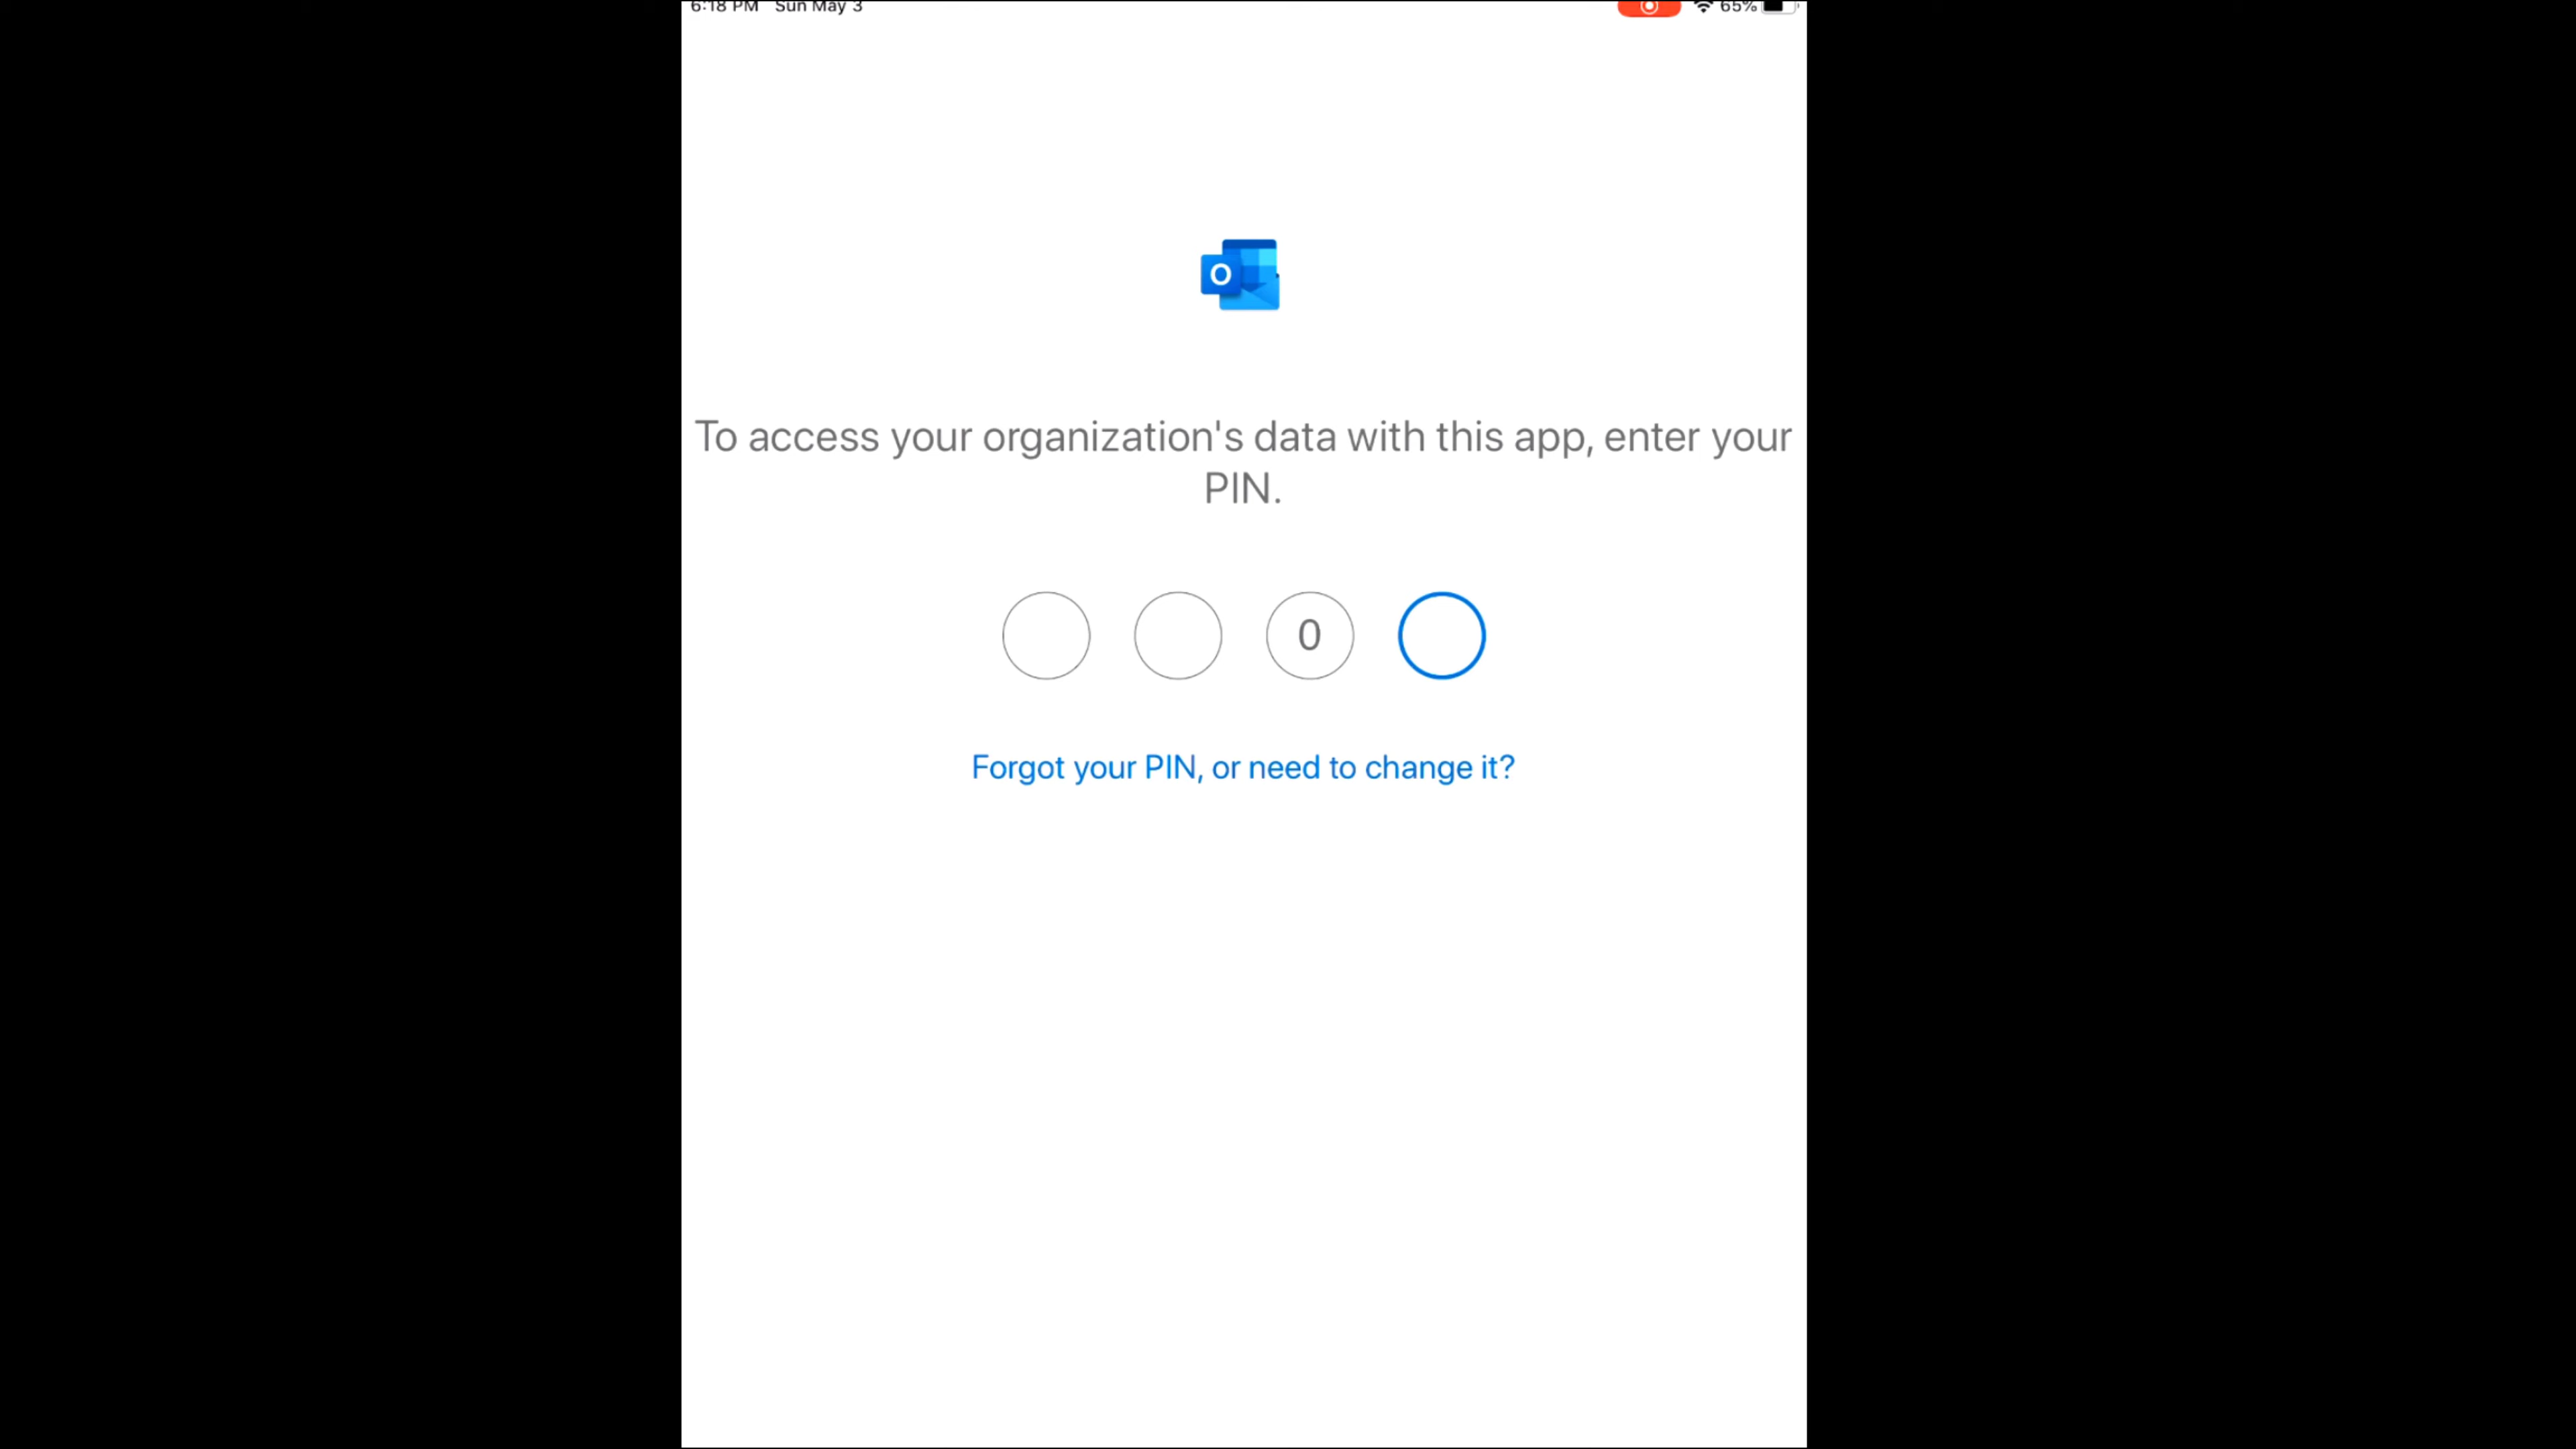 6:18 PM Sun May 3 65%
O
To access your organization's data with this app, enter your
PIN.
0
Forgot your PIN, or need to change it?